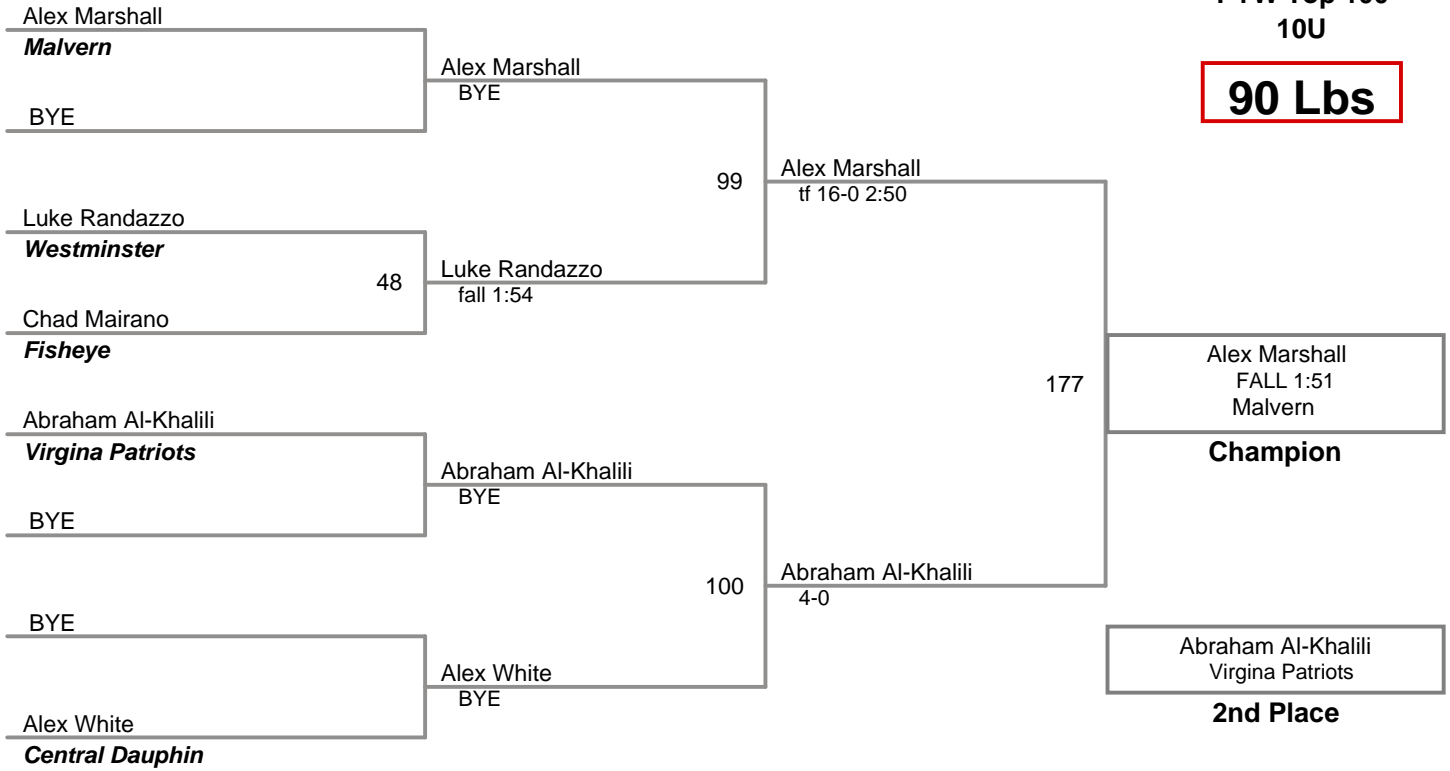 10U
90 Lbs
Alex Marshall
Malvern
BYE
Luke Randazzo
Westminster
48
Chad Mairano
Fisheye
Abraham Al-Khalili
Virgina Patriots
BYE
BYE
Alex White
Central Dauphin
Alex Marshall
BYE
99
Luke Randazzo
fall 1:54
Abraham Al-Khalili
BYE
100
Alex White
BYE
Alex Marshall
tf 16-0 2:50
177
Abraham Al-Khalili
4-0
Alex Marshall
FALL 1:51
Malvern
Champion
Abraham Al-Khalili
Virgina Patriots
2nd Place